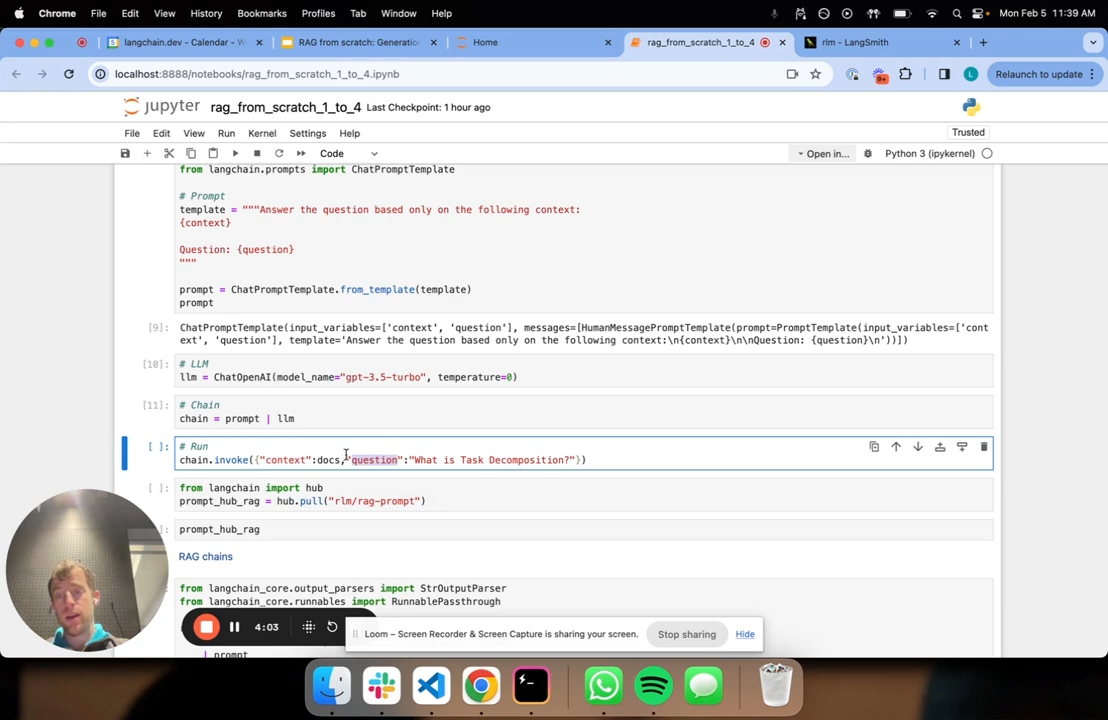 Chrome File Edit View History Bookmarks Profiles Tab Window Help Mon Feb 5 11:39 AM
langchain.dev - Calendar - W RAG from scratch: Generatio Home rag_from_scratch_1_to_4 rlm - LangSmith
localhost:8888/notebooks/rag_from_scratch_1_to_4.ipynb 9+ L Relaunch to update
jupyter rag_from_scratch_1_to_4 Last Checkpoint: 1 hour ago
File Edit View Run Kernel Settings Help Trusted
Code Open in... Python 3 (ipykernel)
from langchain.prompts import ChatPromptTemplate
# Prompt
template = """Answer the question based only on the following context:
{context}
Question: {question}
"""
prompt = ChatPromptTemplate.from_template(template)
prompt
[9]: ChatPromptTemplate(input_variables=['context', 'question'], messages=[HumanMessagePromptTemplate(prompt=PromptTemplate(input_variables=['cont
ext', 'question'], template='Answer the question based only on the following context:\n{context}\n\nQuestion: {question}\n'))])
[10]: # LLM
llm = ChatOpenAI(model_name="gpt-3.5-turbo", temperature=0)
[11]: # Chain
chain = prompt | llm
[ ]: # Run
chain.invoke({"context":docs,"question":"What is Task Decomposition?"})
[ ]: from langchain import hub
prompt_hub_rag = hub.pull("rlm/rag-prompt")
]: prompt_hub_rag
RAG chains
from langchain_core.output_parsers import StrOutputParser
from langchain_core.runnables import RunnablePassthrough
4:03 Loom – Screen Recorder & Screen Capture is sharing your screen. Stop sharing Hide
| prompt